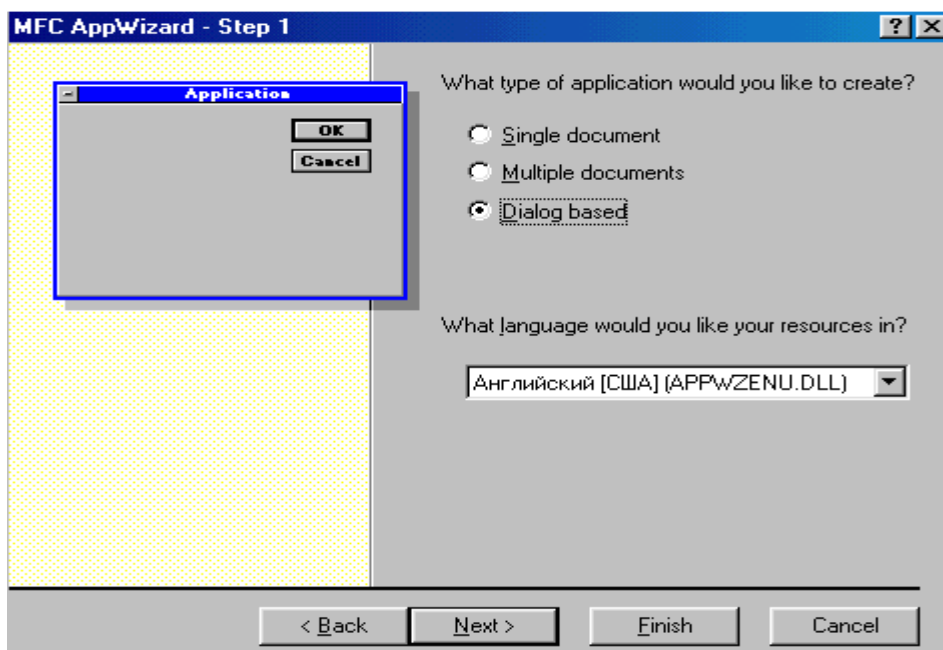 MFC AppWizard - Step 1
Application
OK
Cancel
What type of application would you like to create?
Single document
Multiple documents
Dialog based
What language would you like your resources in?
Английский [США] (APPWZENU.DLL)
< Back Next > Finish Cancel